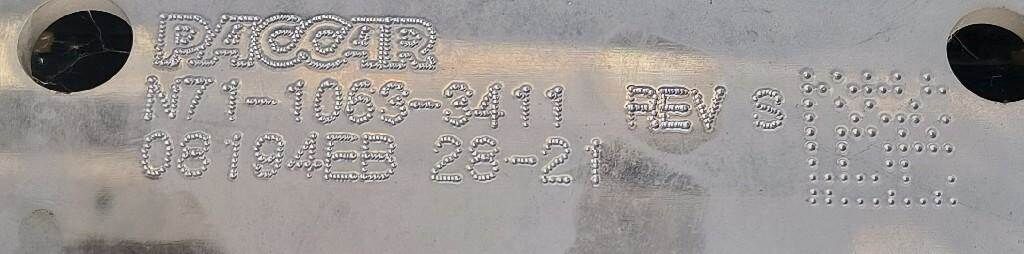 PACCAR
N71-1063-3411 REV S
08194EB 28-21